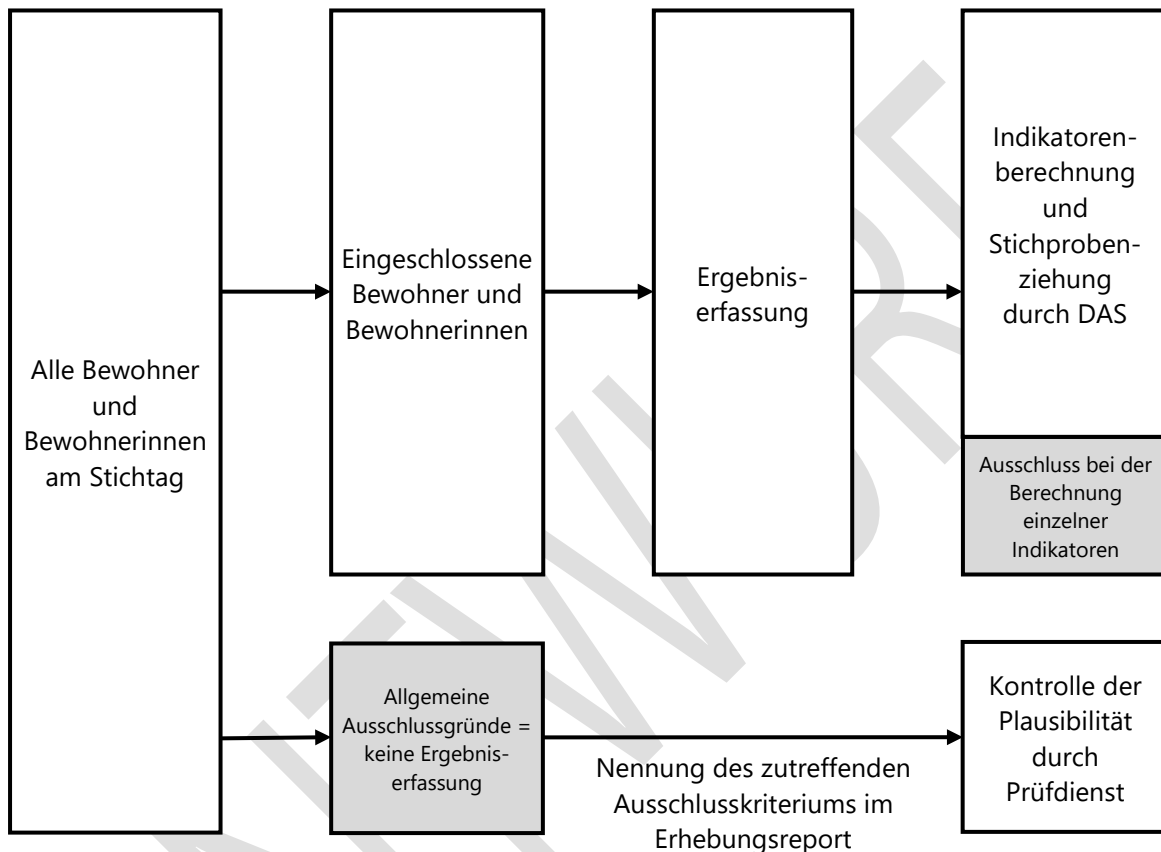 Alle Bewohner
und
Bewohnerinnen
am Stichtag
Eingeschlossene
Bewohner und
Bewohnerinnen
Ergebnis-
erfassung
Indikatoren-
berechnung
und
Stichproben-
ziehung
durch DAS
Ausschluss bei der
Berechnung
einzelner
Indikatoren
Allgemeine
Ausschlussgründe =
keine Ergebnis-
erfassung
Nennung des zutreffenden
Ausschlusskriteriums im
Erhebungsreport
Kontrolle der
Plausibilität
durch
Prüfdienst